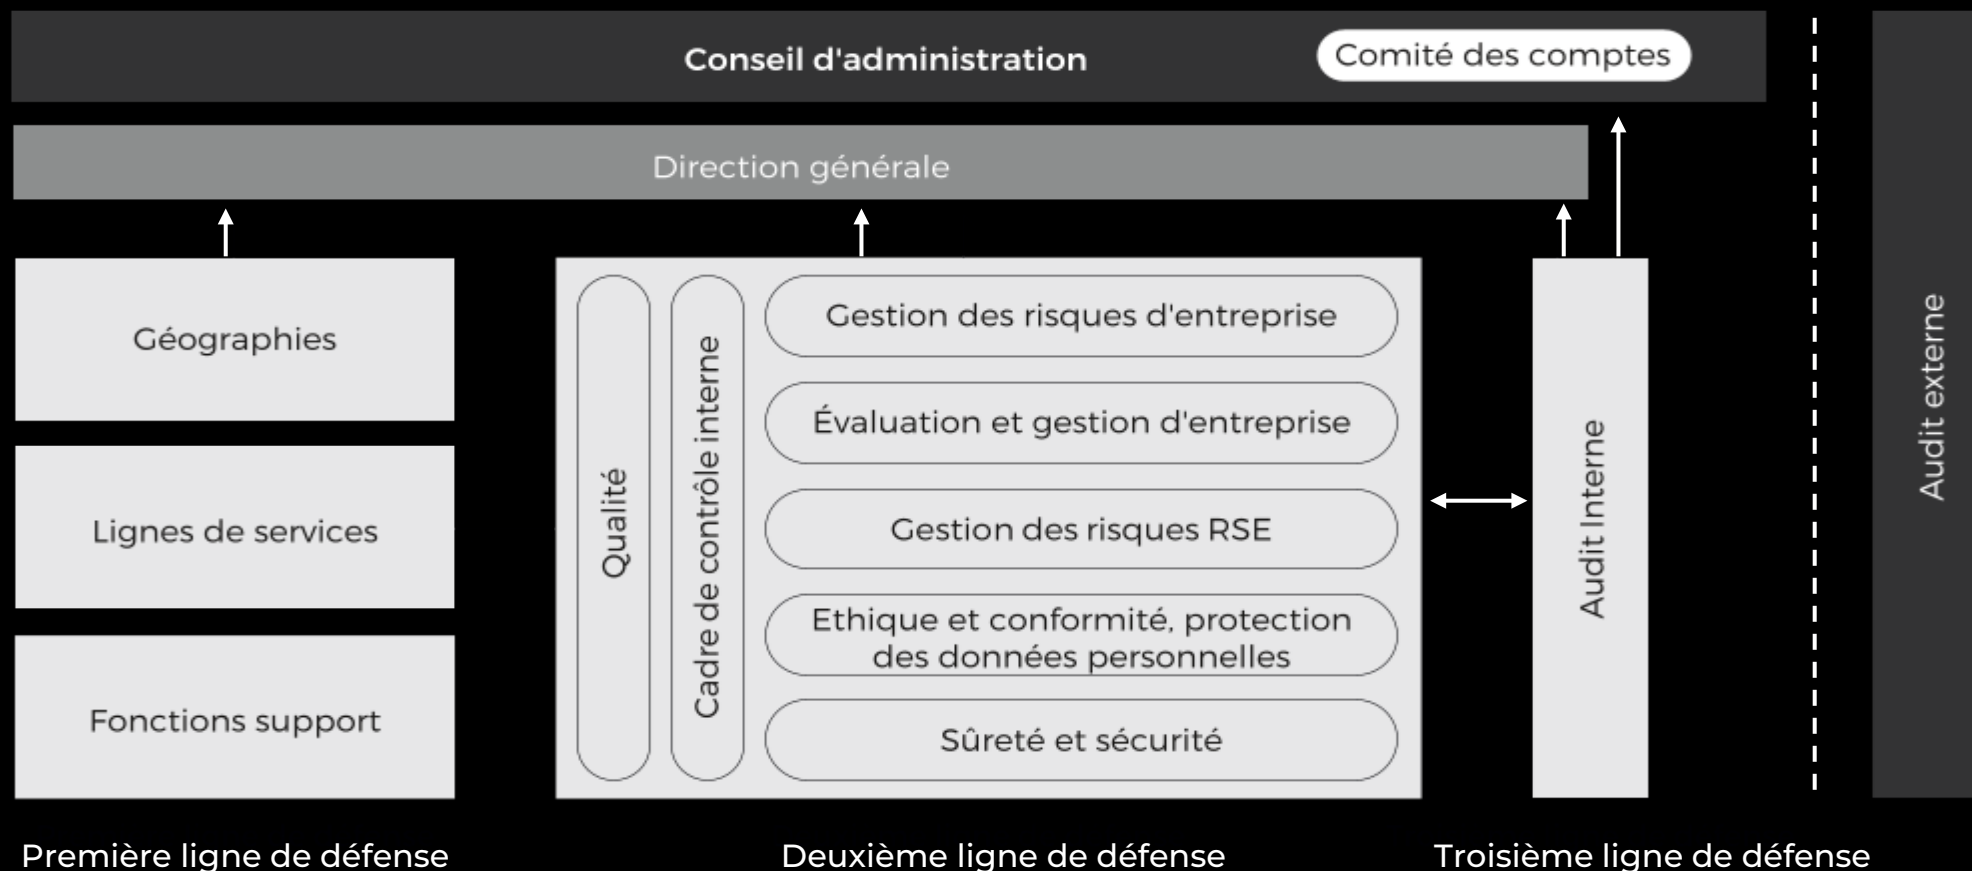 Conseil d'administration
Comité des comptes
Direction générale
Géographies
Lignes de services
Fonctions support
Qualité
Cadre de contrôle interne
Gestion des risques d'entreprise
Évaluation et gestion d'entreprise
Gestion des risques RSE
Ethique et conformité, protection
des données personnelles
Sûreté et sécurité
Audit Interne
Audit externe
Première ligne de défense
Deuxième ligne de défense
Troisième ligne de défense